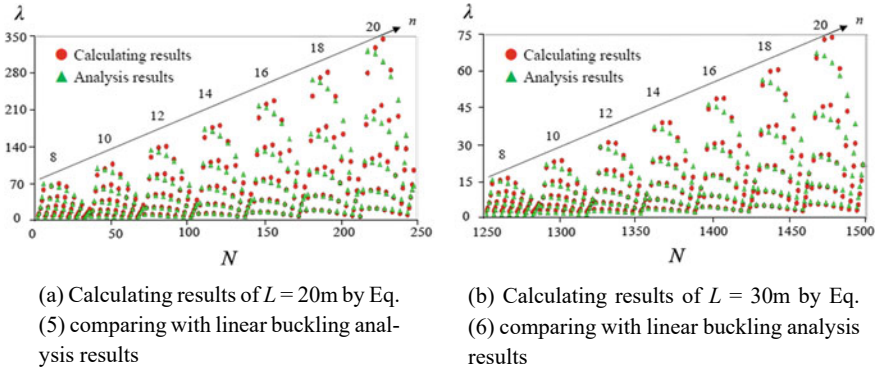 λ
350
280
210
140
70
0
Calculating results
Analysis results
8
10
12
14
16
18
20
n
0
50
100
150
200
250
N
(a) Calculating results of L = 20m by Eq.
(5) comparing with linear buckling anal-
ysis results
λ
75
60
45
30
15
0
Calculating results
Analysis results
8
10
12
14
16
18
20
n
1250
1300
1350
1400
1450
1500
N
(b) Calculating results of L = 30m by Eq.
(6) comparing with linear buckling analysis
results